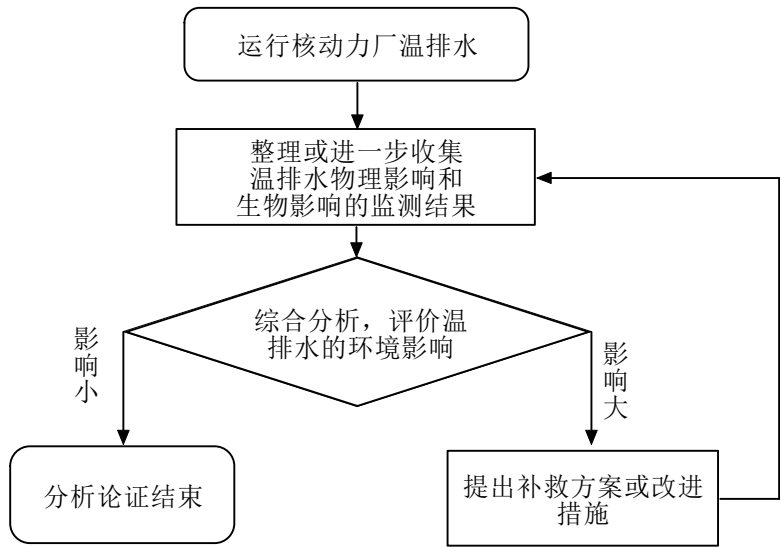 运行核动力厂温排水
整理或进一步收集
温排水物理影响和
生物影响的监测结果
综合分析，评价温
排水的环境影响
影响小
影响大
分析论证结束
提出补救方案或改进
措施